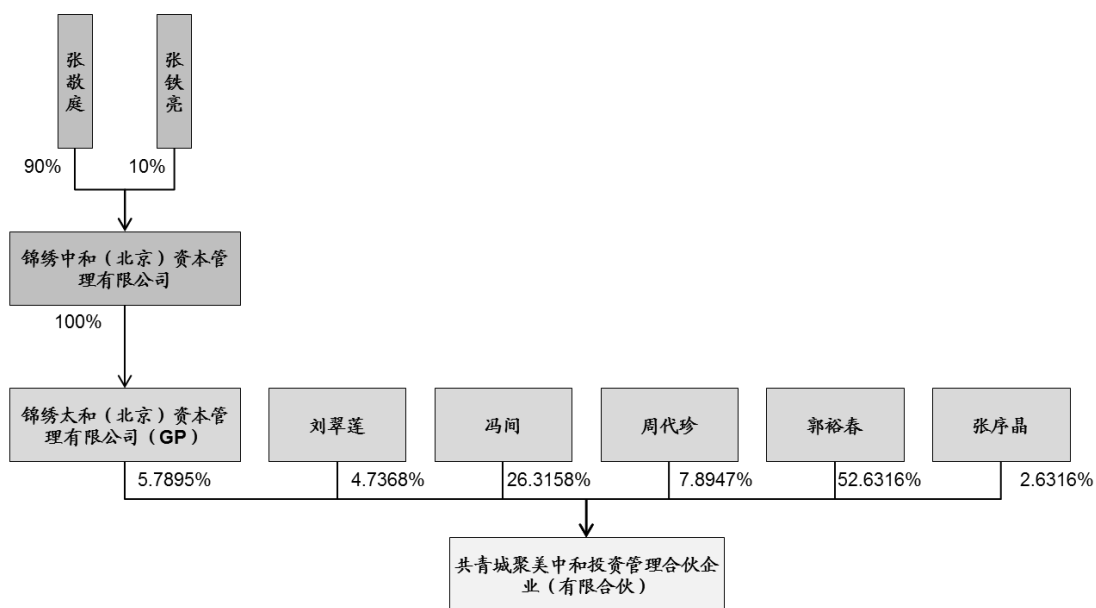 张敬庭
张铁亮
90%
10%
锦绣中和（北京）资本管
理有限公司
100%
锦绣太和（北京）资本管
理有限公司（GP）
刘翠莲
冯间
周代珍
郭裕春
张序晶
5.7895%
4.7368%
26.3158%
7.8947%
52.6316%
2.6316%
共青城聚美中和投资管理合伙企
业（有限合伙）